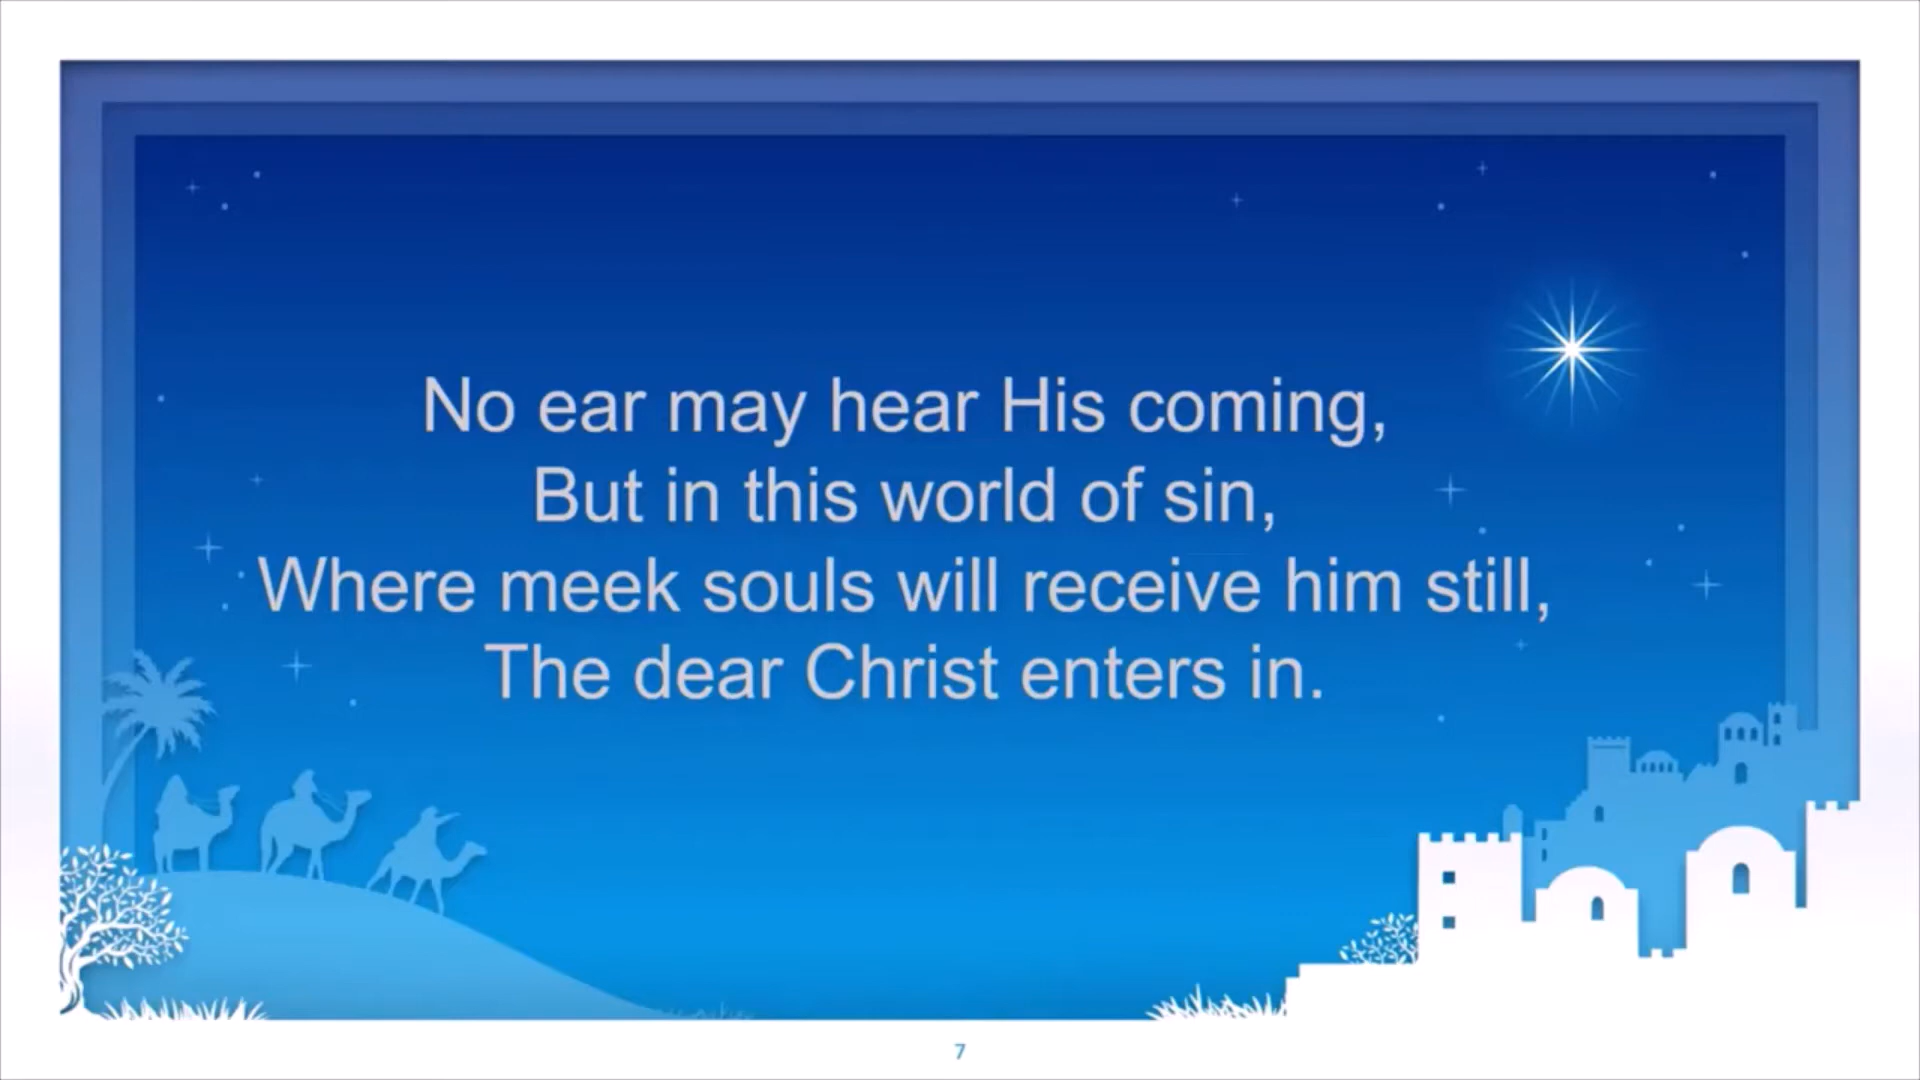 No ear may hear His coming,
But in this world of sin,
Where meek souls will receive him still,
The dear Christ enters in.
7